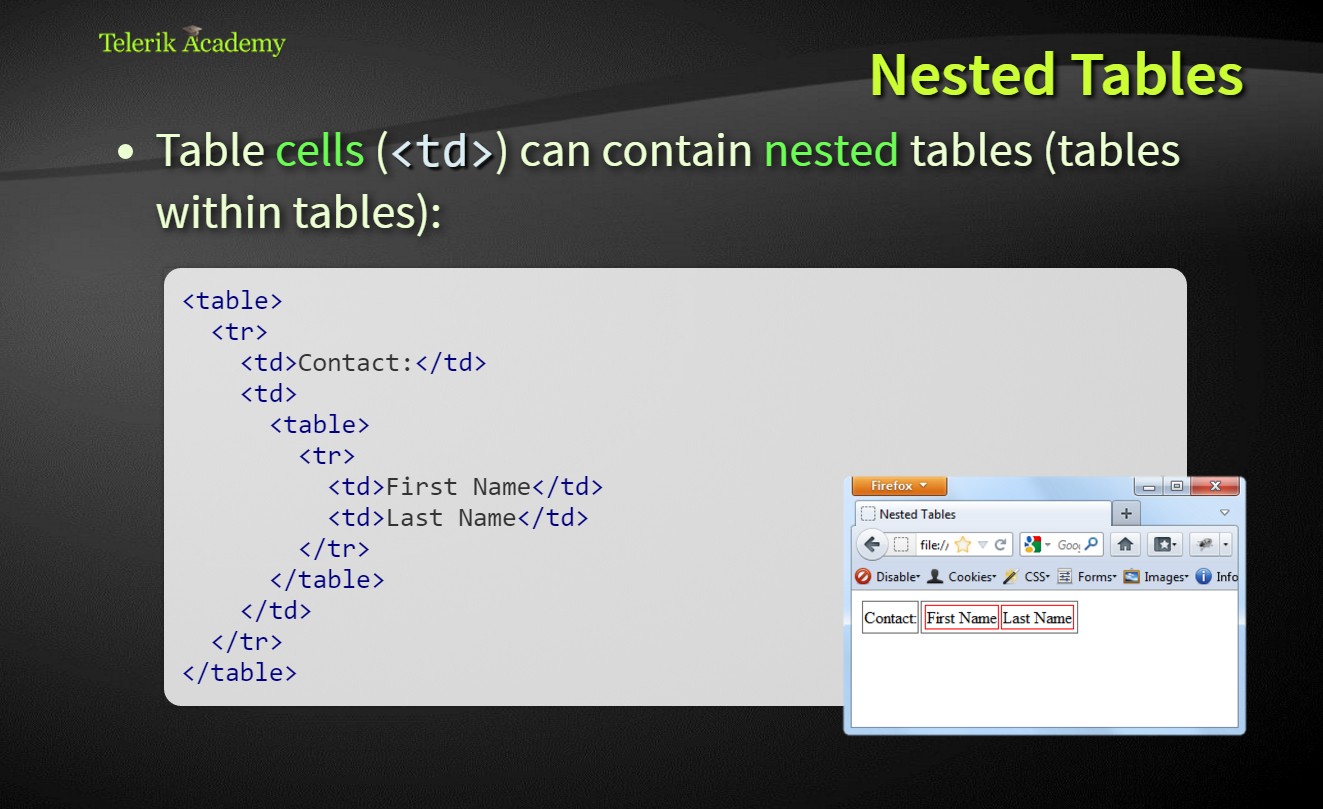 Telerik Academy
Nested Tables
• Table cells (<td>) can contain nested tables (tables
within tables):
<table>
  <tr>
    <td>Contact:</td>
    <td>
      <table>
        <tr>
          <td>First Name</td>
          <td>Last Name</td>
        </tr>
      </table>
    </td>
  </tr>
</table>
Firefox
Nested Tables
file:// Goo
Disable Cookies CSS Forms Images Info
Contact: First Name Last Name